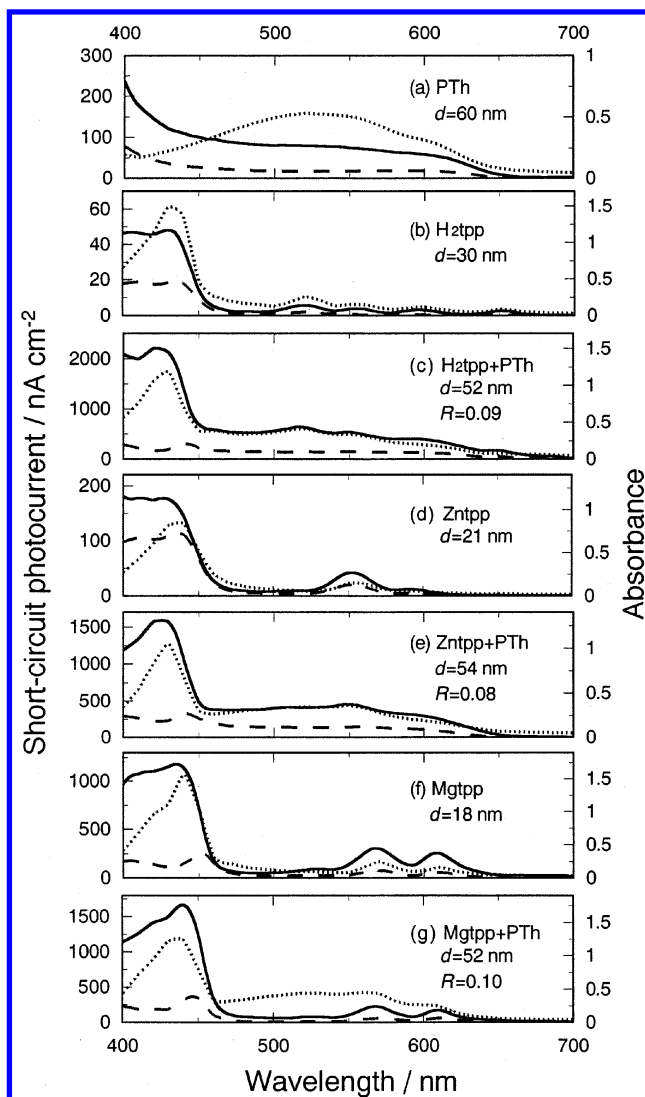 400 500 600 700
300
200
100
0
1
0.5
0
(a) PTh
d=60 nm
60
40
20
0
1.5
1
0.5
0
(b) H2tpp
d=30 nm
2000
1000
0
1.5
1
0.5
0
(c) H2tpp+PTh
d=52 nm
R=0.09
200
100
0
1
0.5
0
(d) Zntpp
d=21 nm
1500
1000
500
0
1
0.5
0
(e) Zntpp+PTh
d=54 nm
R=0.08
1000
500
0
1.5
1
0.5
0
(f) Mgtpp
d=18 nm
1500
1000
500
0
1.5
1
0.5
0
(g) Mgtpp+PTh
d=52 nm
R=0.10
400 500 600 700
Short-circuit photocurrent / nA cm-2
Absorbance
Wavelength / nm